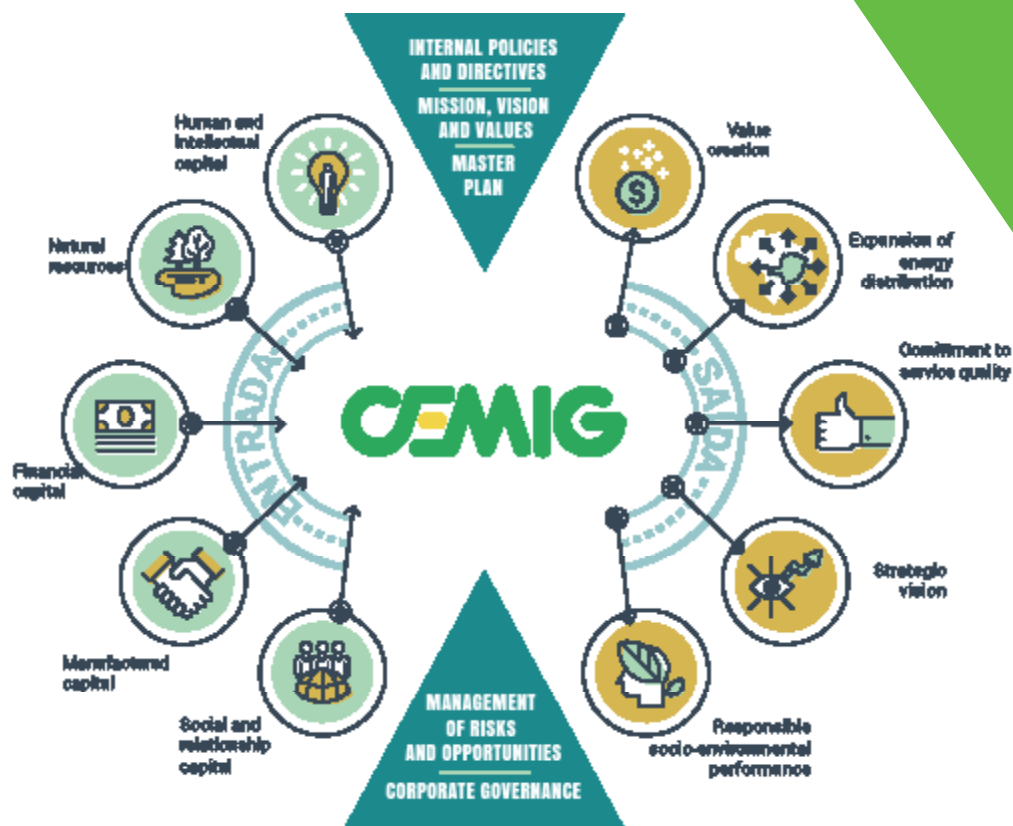 INTERNAL POLICIES
AND DIRECTIVES
MISSION, VISION
AND VALUES
MASTER
PLAN
Human and
intellectual
capital
Natural
resources
Financial
capital
Manufactured
capital
Social and
relationship
capital
ENTRADA
CEMIG
SAÍDA
Value
creation
Expansion of
energy
distribution
Comittment to
service quality
Strategic
vision
Responsible
socio-environmental
performance
MANAGEMENT
OF RISKS
AND OPPORTUNITIES
CORPORATE GOVERNANCE